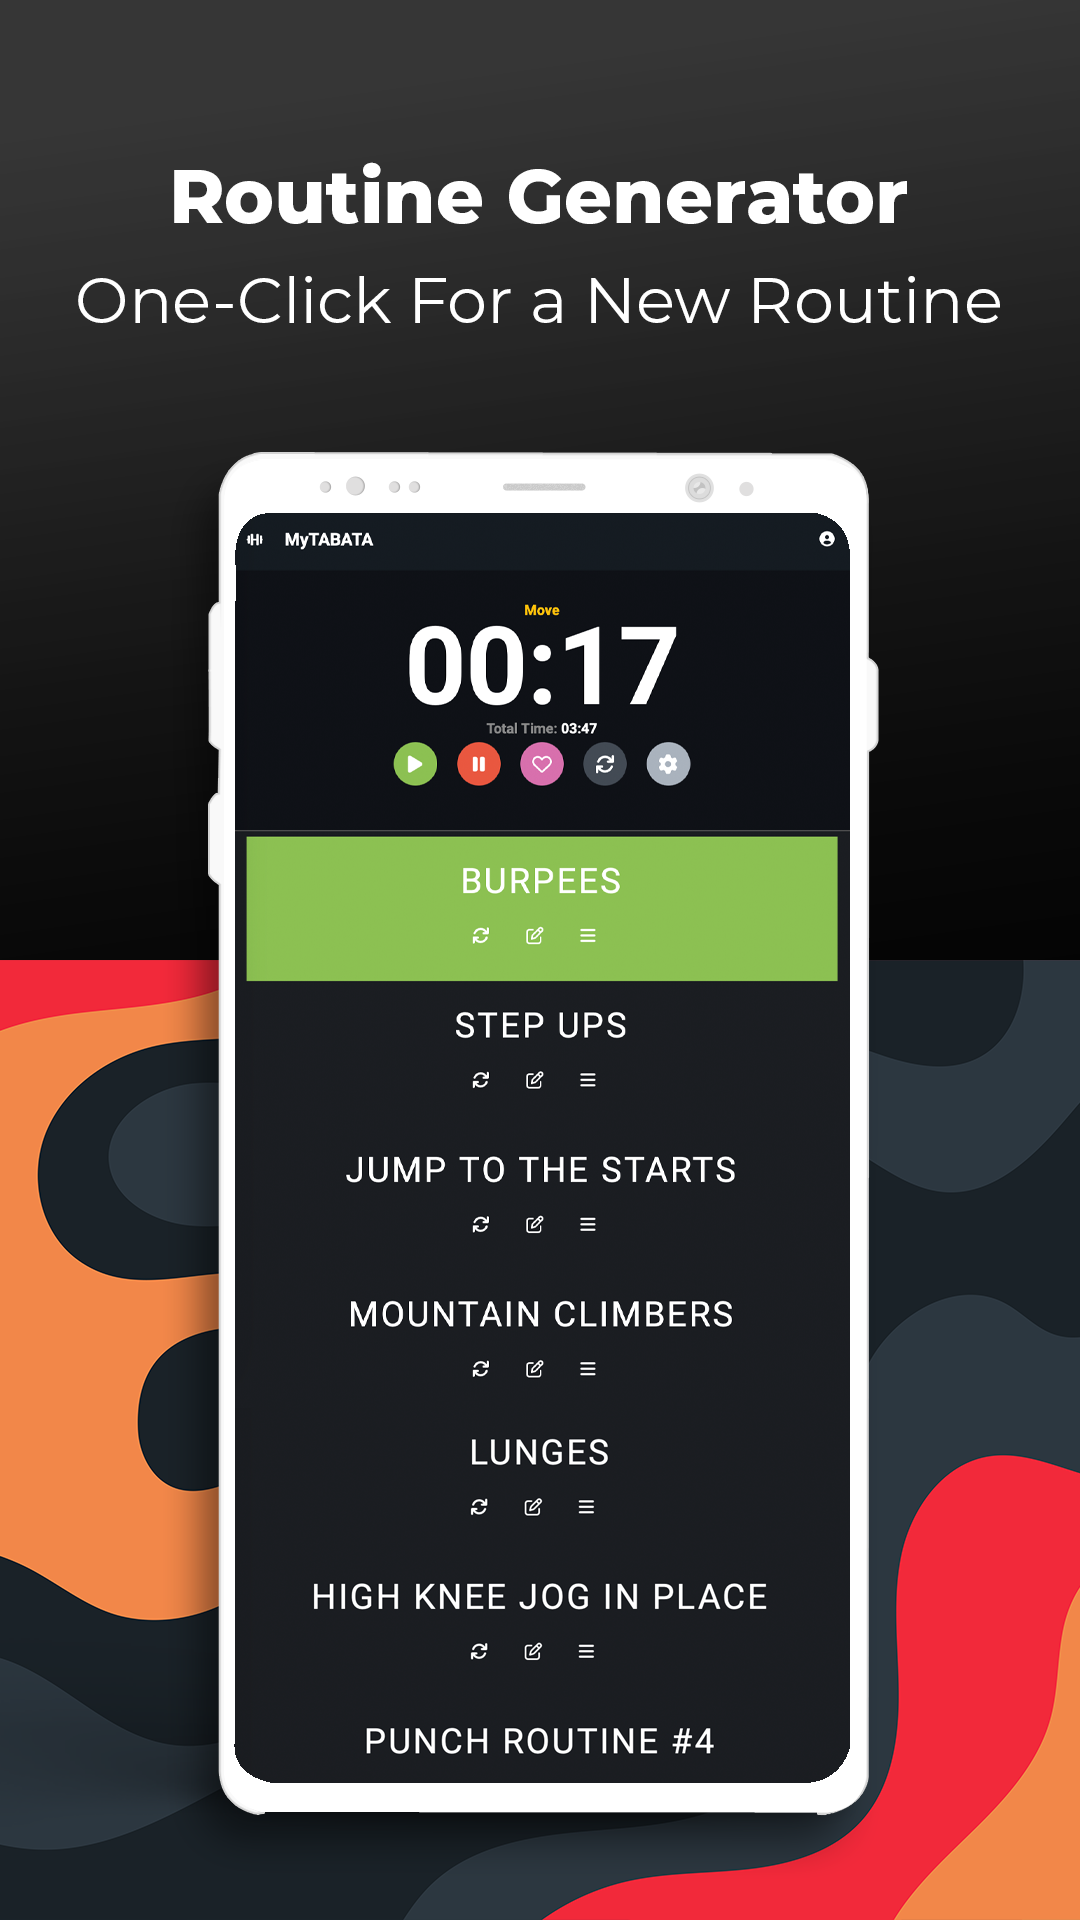 Routine Generator
One-Click For a New Routine
MyTABATA
Move
00:17
Total Time: 03:47
BURPEES
STEP UPS
JUMP TO THE STARTS
MOUNTAIN CLIMBERS
LUNGES
HIGH KNEE JOG IN PLACE
PUNCH ROUTINE #4